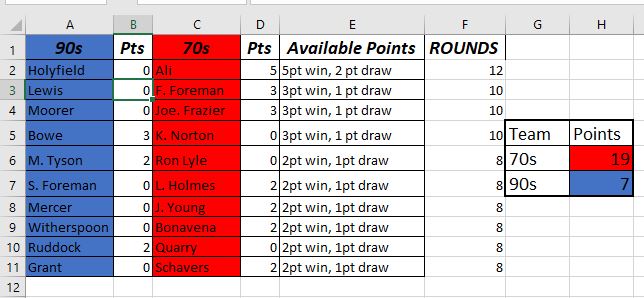 A B C D E F G H
1 90s Pts 70s Pts Available Points ROUNDS
2 Holyfield 0 Ali 5 5pt win, 2 pt draw 12
3 Lewis 0 F. Foreman 3 3pt win, 1 pt draw 10
4 Moorer 0 Joe. Frazier 3 3pt win, 1 pt draw 10
5 Bowe 3 K. Norton 0 3pt win, 1 pt draw 10 Team Points
6 M. Tyson 2 Ron Lyle 0 2pt win, 1pt draw 8 70s 19
7 S. Foreman 0 L. Holmes 2 2pt win, 1pt draw 8 90s 7
8 Mercer 0 J. Young 2 2pt win, 1pt draw 8
9 Witherspoon 0 Bonavena 2 2pt win, 1pt draw 8
10 Ruddock 2 Quarry 0 2pt win, 1pt draw 8
11 Grant 0 Schavers 2 2pt win, 1pt draw 8
12